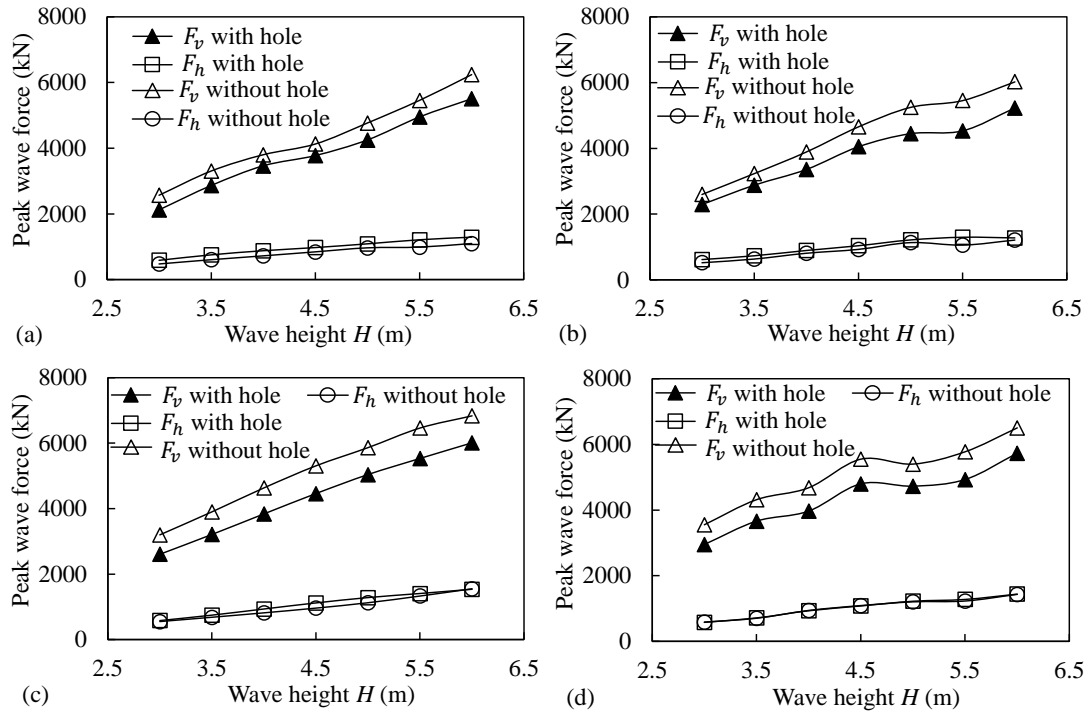 8000
6000
4000
2000
0
Peak wave force (kN)
F_v with hole
F_h with hole
F_v without hole
F_h without hole
2.5 3.5 4.5 5.5 6.5
(a) Wave height H (m)
8000
6000
4000
2000
0
Peak wave force (kN)
F_v with hole
F_h with hole
F_v without hole
F_h without hole
2.5 3.5 4.5 5.5 6.5
(b) Wave height H (m)
8000
6000
4000
2000
0
Peak wave force (kN)
F_v with hole F_h without hole
F_h with hole
F_v without hole
2.5 3.5 4.5 5.5 6.5
(c) Wave height H (m)
8000
6000
4000
2000
0
Peak wave force (kN)
F_v with hole F_h without hole
F_h with hole
F_v without hole
2.5 3.5 4.5 5.5 6.5
(d) Wave height H (m)